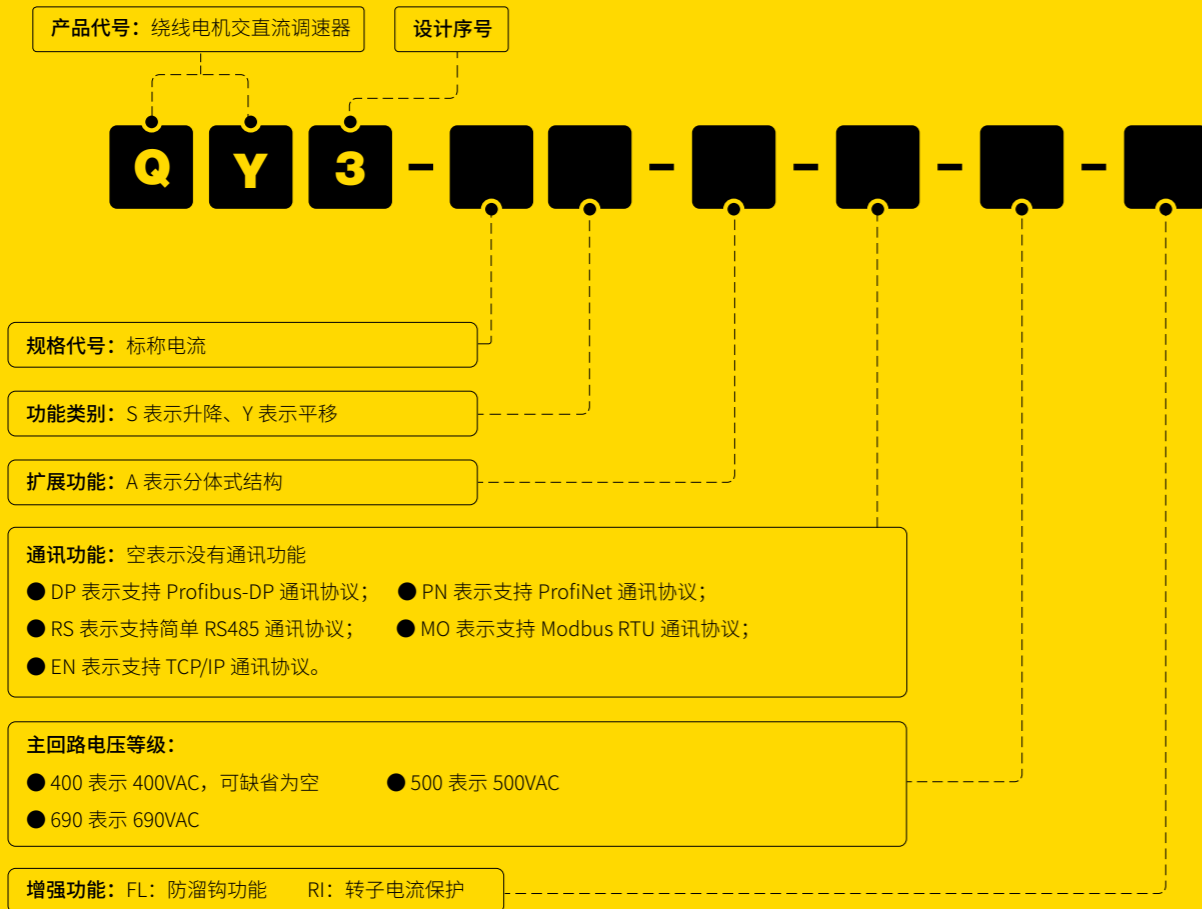 产品代号：绕线电机交直流调速器
设计序号
Q Y 3 - - - - -
规格代号：标称电流
功能类别：S 表示升降、Y 表示平移
扩展功能：A 表示分体式结构
通讯功能：空表示没有通讯功能
● DP 表示支持 Profibus-DP 通讯协议； ● PN 表示支持 ProfiNet 通讯协议；
● RS 表示支持简单 RS485 通讯协议； ● MO 表示支持 Modbus RTU 通讯协议；
● EN 表示支持 TCP/IP 通讯协议。
主回路电压等级：
● 400 表示 400VAC，可缺省为空 ● 500 表示 500VAC
● 690 表示 690VAC
增强功能：FL：防溜钩功能 RI：转子电流保护